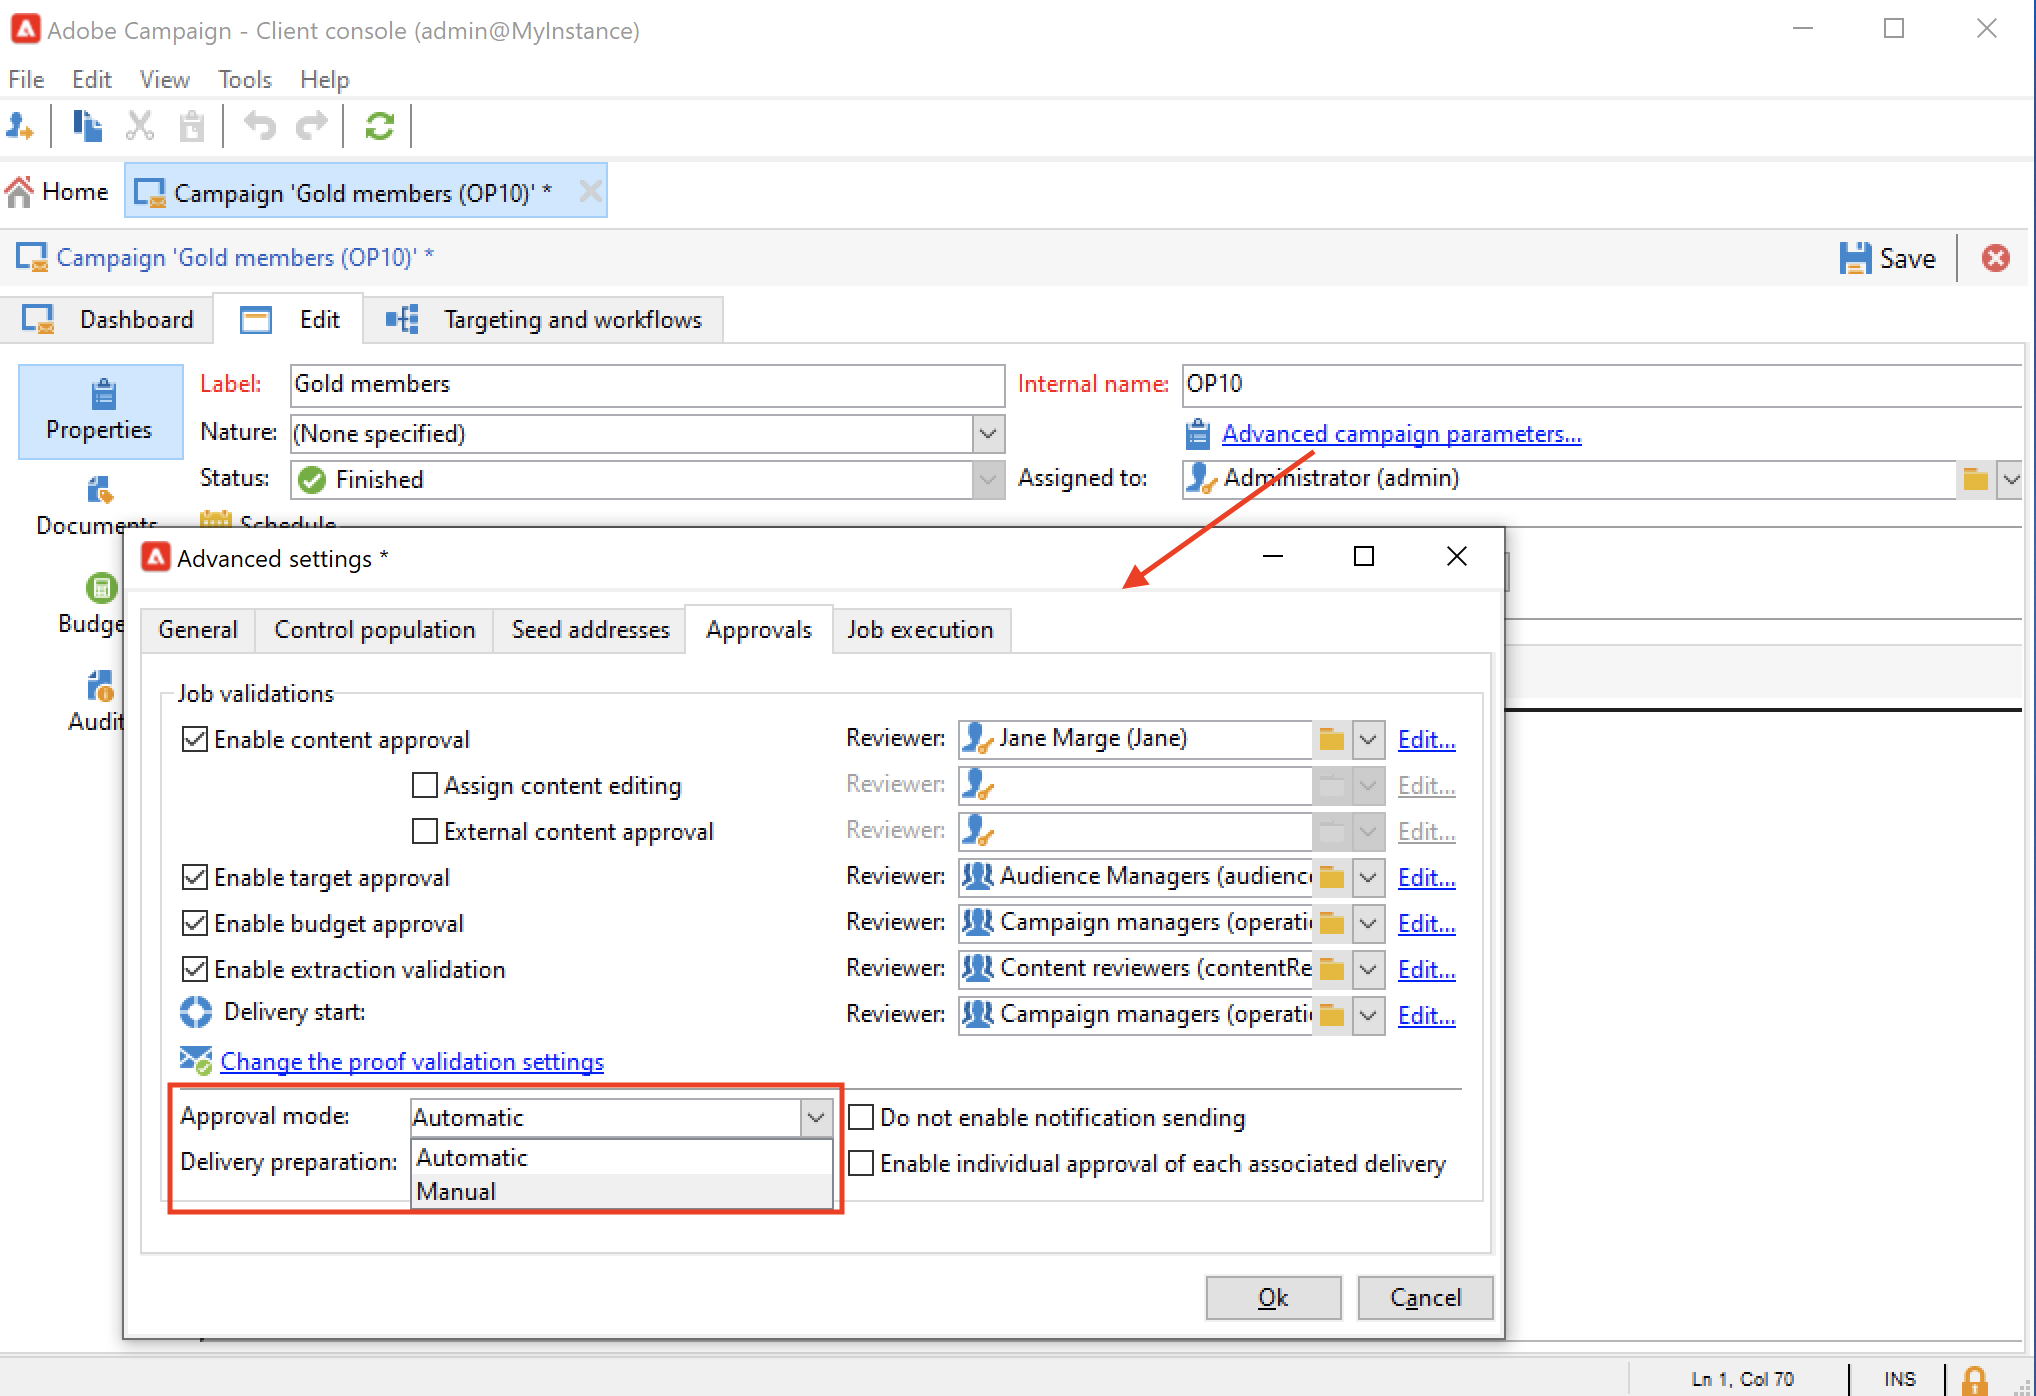 Adobe Campaign - Client console (admin@MyInstance)
File Edit View Tools Help
Home Campaign 'Gold members (OP10)' *
Campaign 'Gold members (OP10)' * Save
Dashboard Edit Targeting and workflows
Properties
Label: Gold members Internal name: OP10
Nature: (None specified) Advanced campaign parameters...
Status: Finished Assigned to: Administrator (admin)
Documents Schedule
Advanced settings *
Budge
General Control population Seed addresses Approvals Job execution
Audit
Job validations
Enable content approval Reviewer: Jane Marge (Jane) Edit...
Assign content editing Reviewer: Edit...
External content approval Reviewer: Edit...
Enable target approval Reviewer: Audience Managers (audienc Edit...
Enable budget approval Reviewer: Campaign managers (operati Edit...
Enable extraction validation Reviewer: Content reviewers (contentRe Edit...
Delivery start: Reviewer: Campaign managers (operati Edit...
Change the proof validation settings
Approval mode: Automatic Do not enable notification sending
Delivery preparation: Automatic Enable individual approval of each associated delivery
Manual
Ok Cancel
Ln 1, Col 70 INS